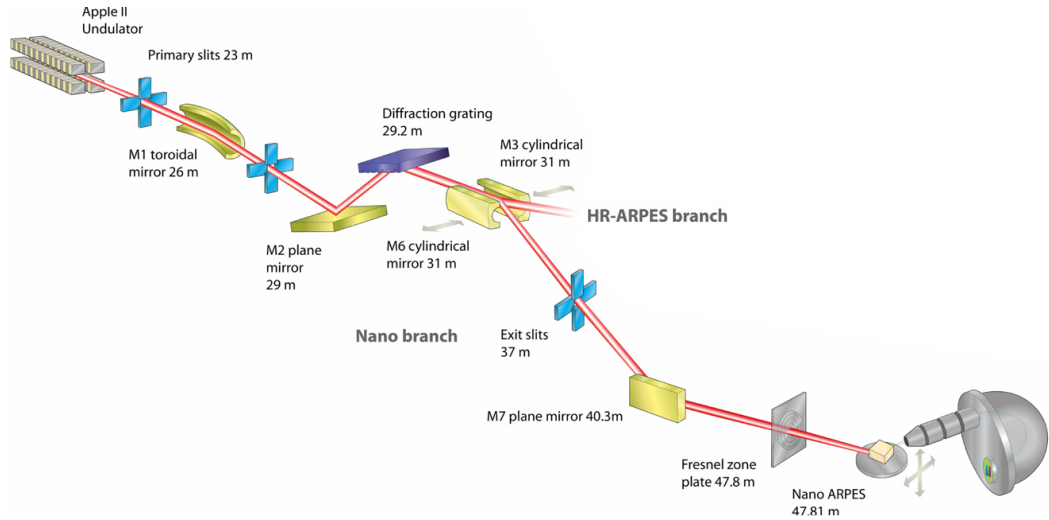 Apple II
Undulator
Primary slits 23 m
M1 toroidal
mirror 26 m
Diffraction grating
29.2 m
M3 cylindrical
mirror 31 m
HR-ARPES branch
M2 plane
mirror
29 m
M6 cylindrical
mirror 31 m
Nano branch
Exit slits
37 m
M7 plane mirror 40.3m
Fresnel zone
plate 47.8 m
Nano ARPES
47.81 m